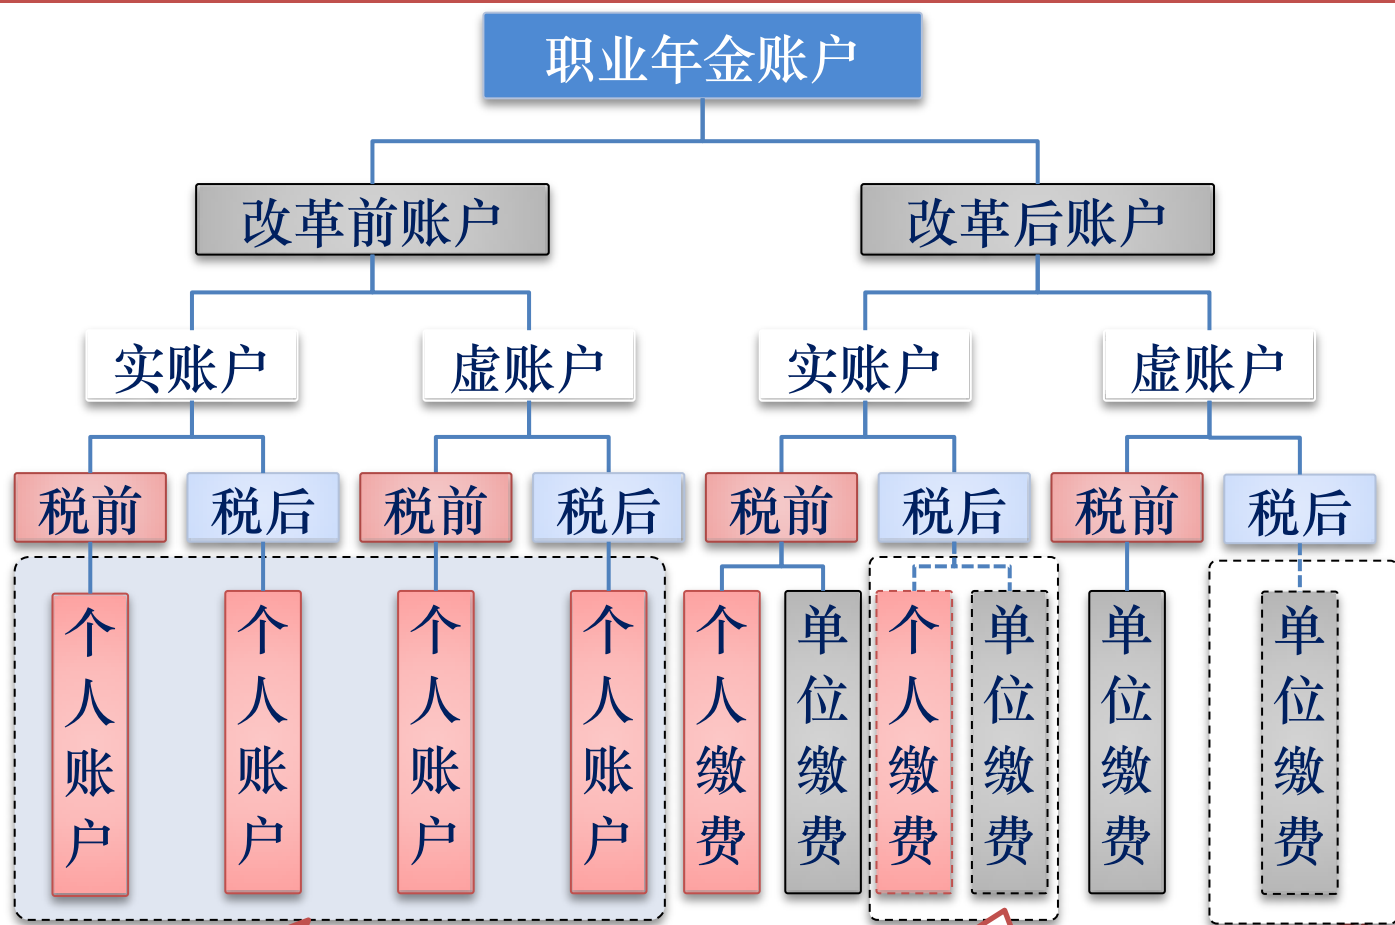 职业年金账户
改革前账户
改革后账户
实账户
虚账户
实账户
虚账户
税前
税后
税前
税后
税前
税后
税前
税后
个人账户
个人账户
个人账户
个人账户
个人缴费
单位缴费
个人缴费
单位缴费
单位缴费
单位缴费